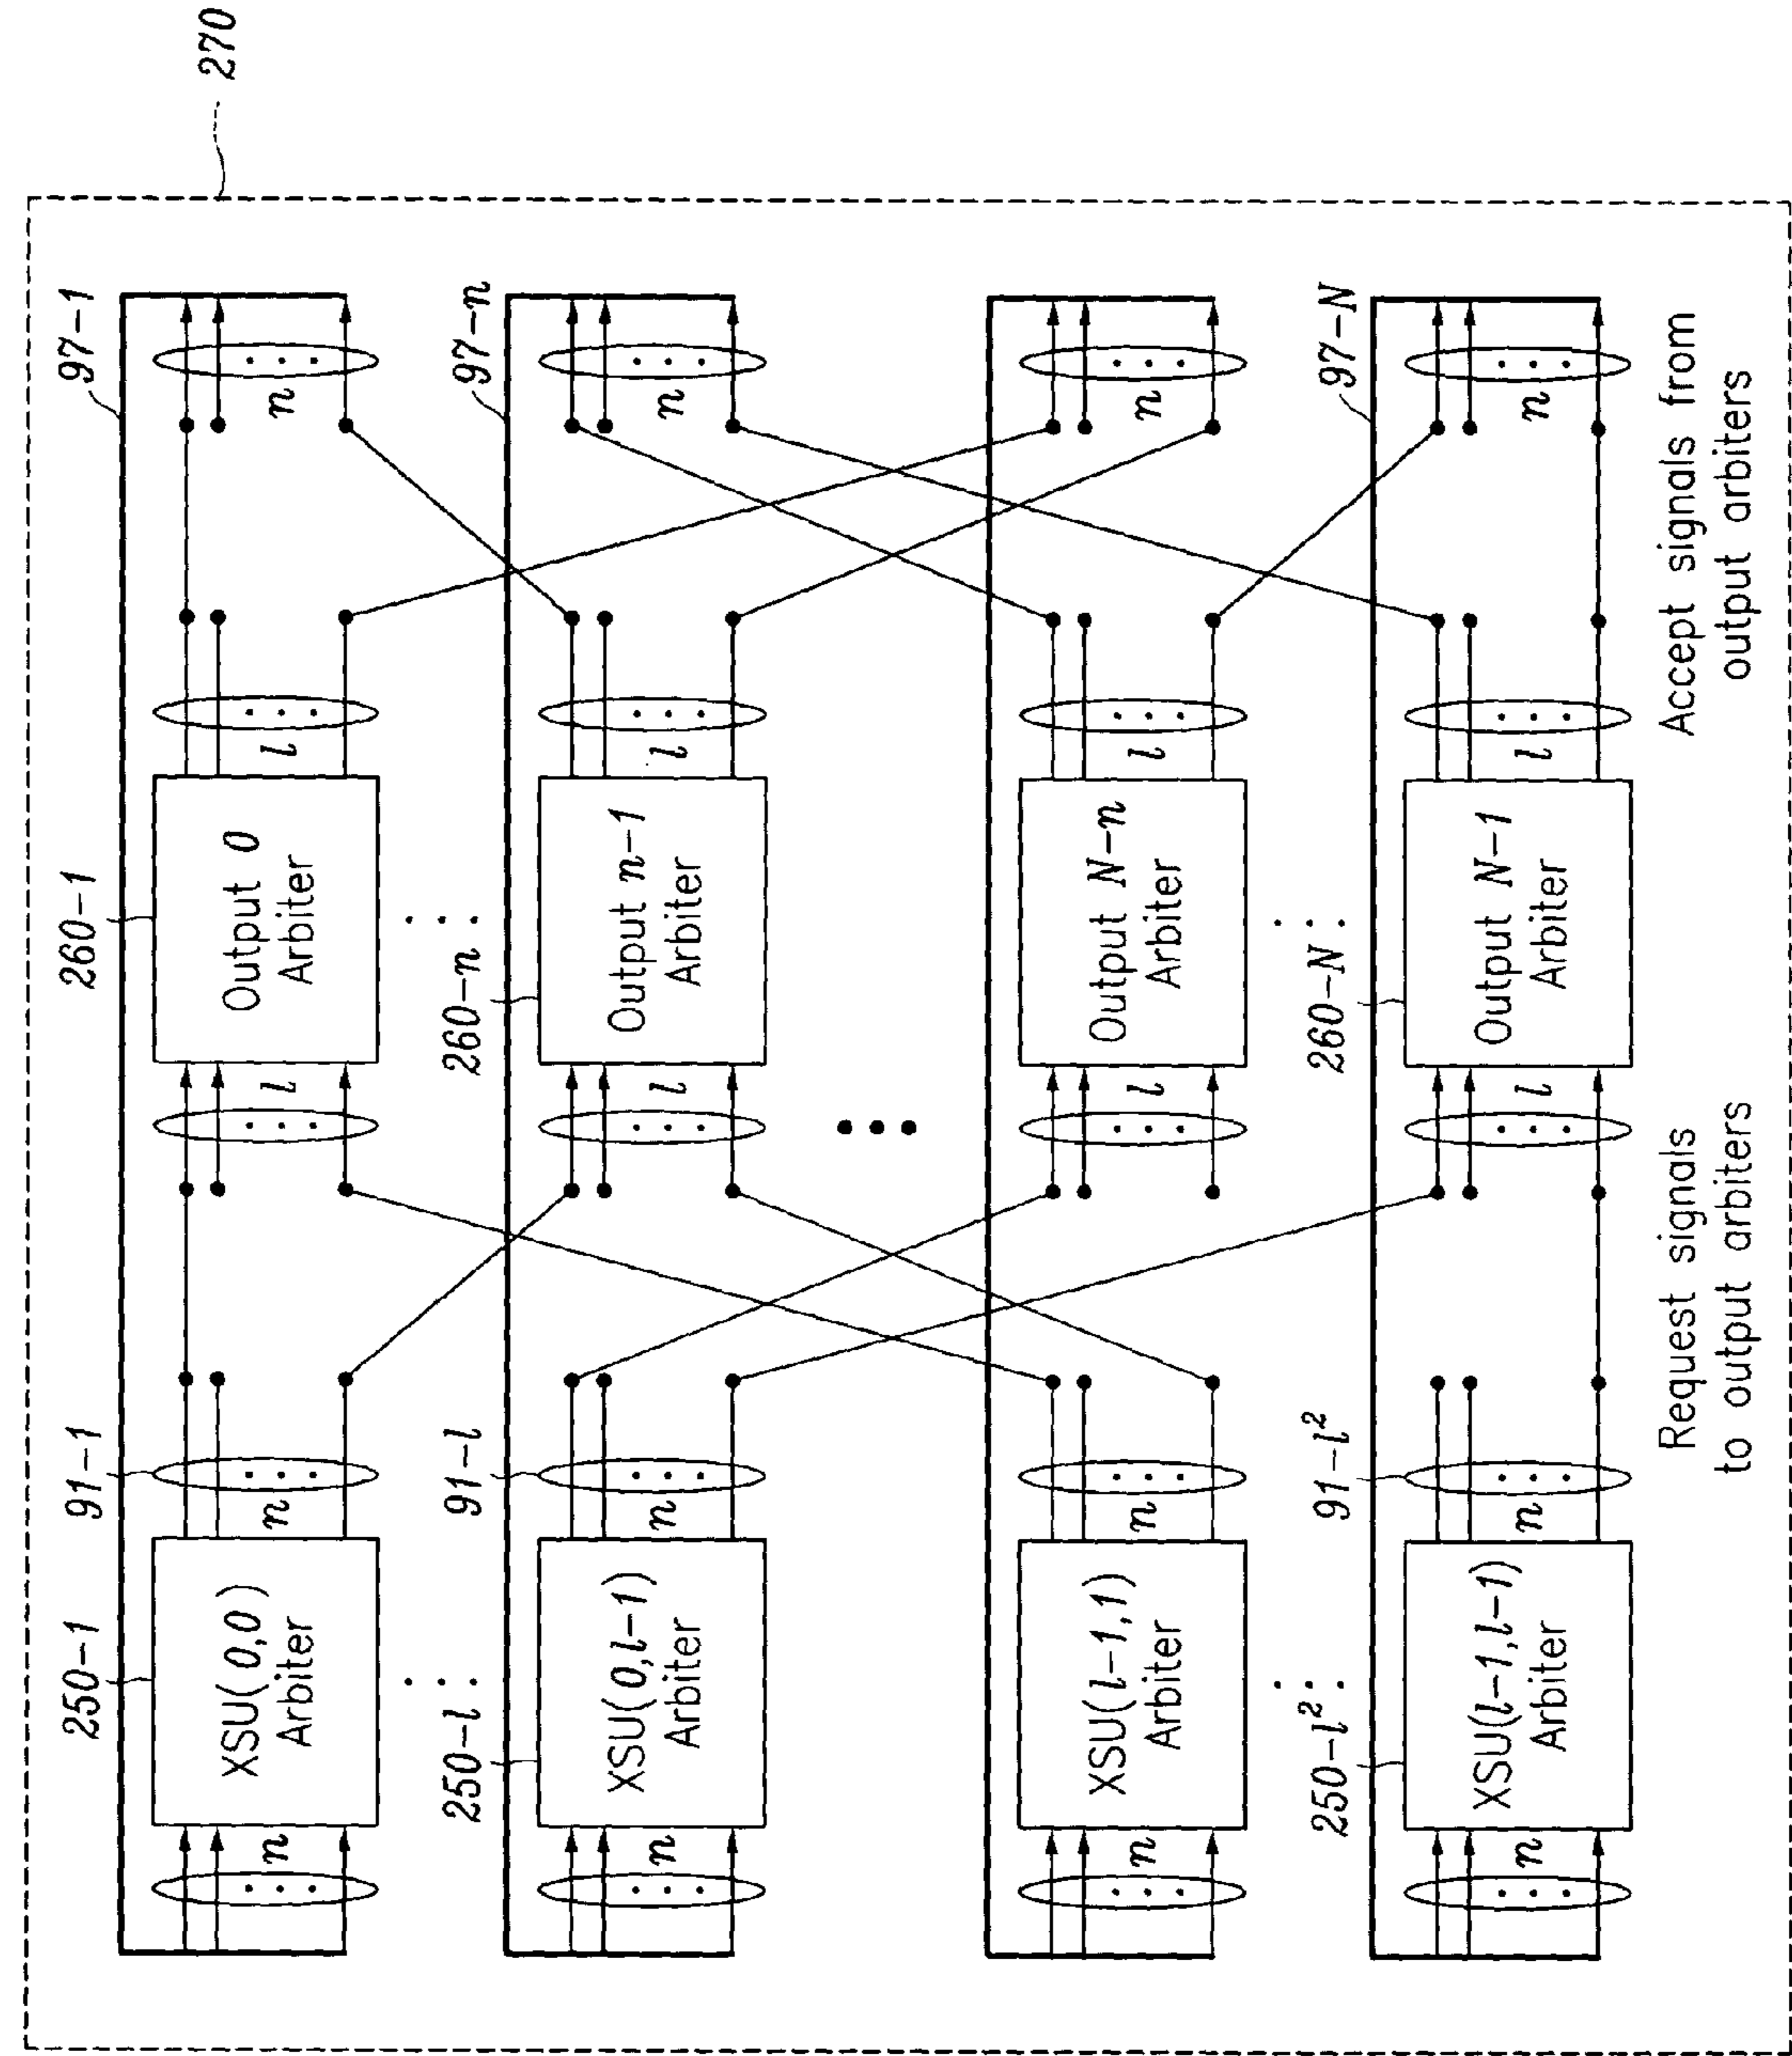 270
97-1
97-n
97-N
n
n
n
n
Accept signals from
output arbiters
l
l
l
l
260-1
Output 0
Arbiter
260-n
Output n-1
Arbiter
Output N-n
Arbiter
260-N
Output N-1
Arbiter
l
l
l
l
Request signals
to output arbiters
91-1
91-l
91-l²
n
n
n
n
250-1
XSU(0,0)
Arbiter
250-l
XSU(0,l-1)
Arbiter
XSU(l-1,1)
Arbiter
250-l²
XSU(l-1,l-1)
Arbiter
n
n
n
n